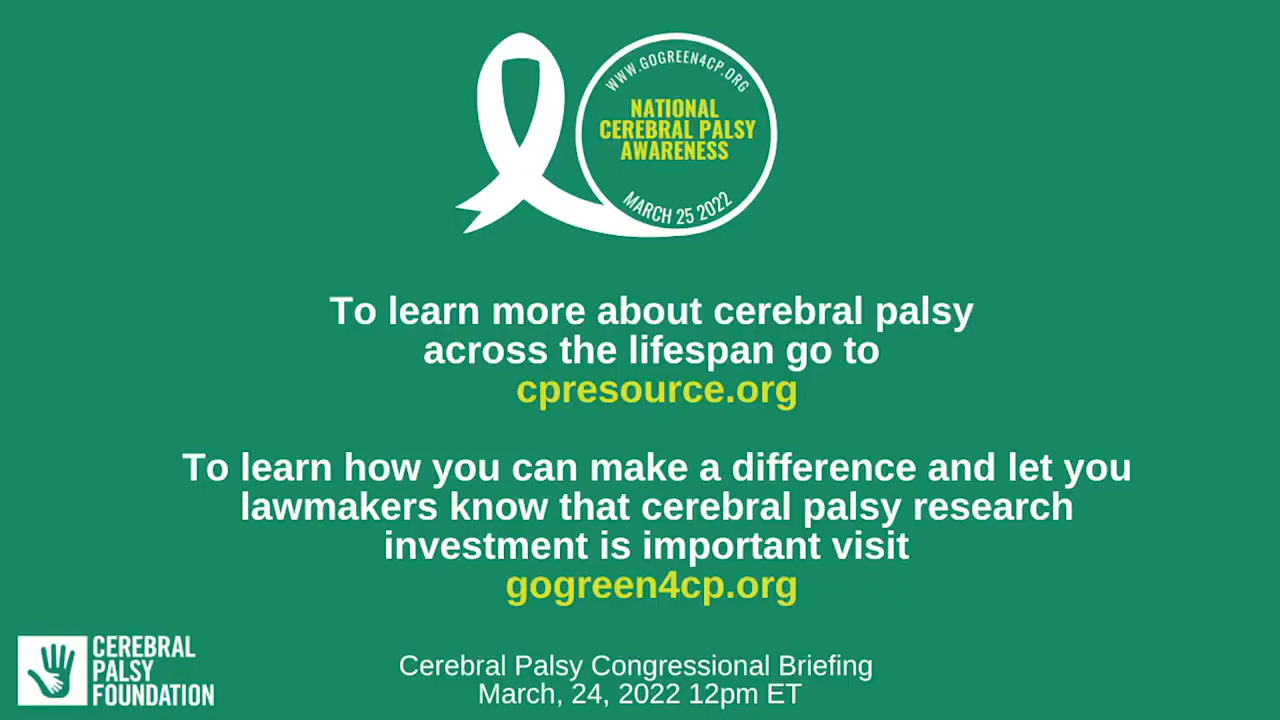 WWW.GOGREEN4CP.ORG
NATIONAL
CEREBRAL PALSY
AWARENESS
MARCH 25 2022
To learn more about cerebral palsy
across the lifespan go to
cpresource.org
To learn how you can make a difference and let you
lawmakers know that cerebral palsy research
investment is important visit
gogreen4cp.org
CEREBRAL
PALSY
FOUNDATION
Cerebral Palsy Congressional Briefing
March, 24, 2022 12pm ET